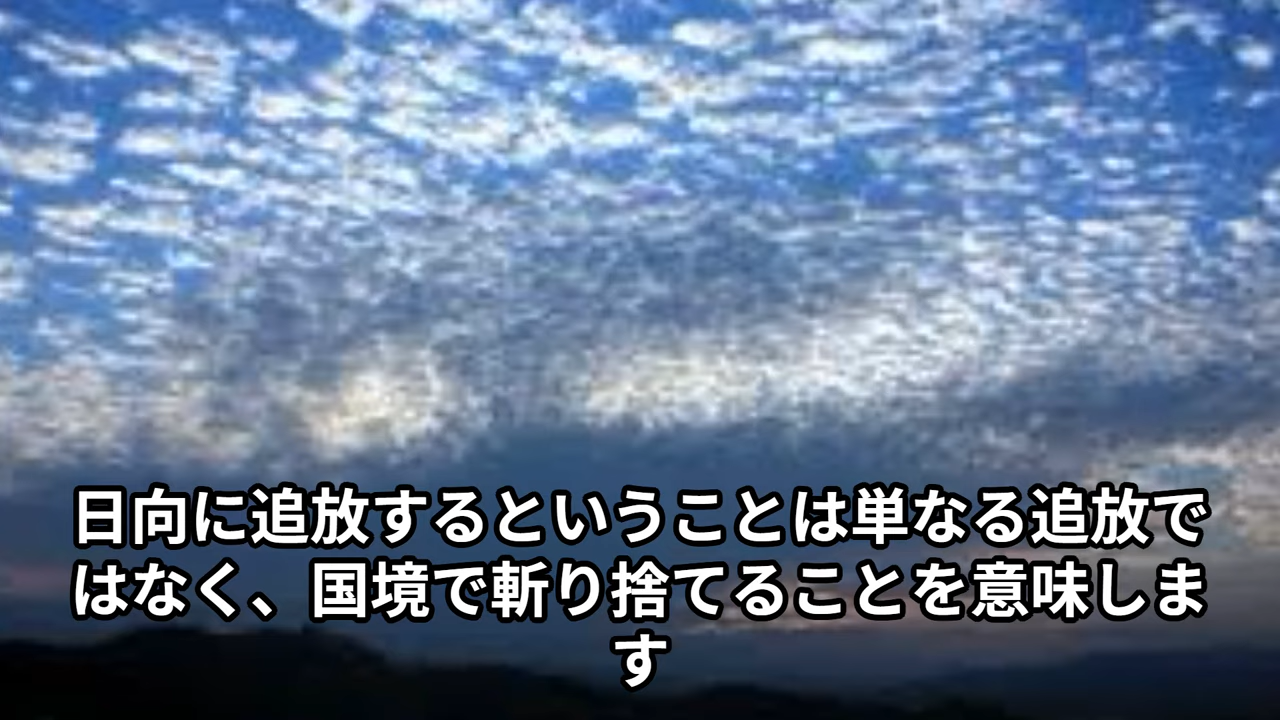 日向に追放するということは単なる追放で
はなく、国境で斬り捨てることを意味しま
す